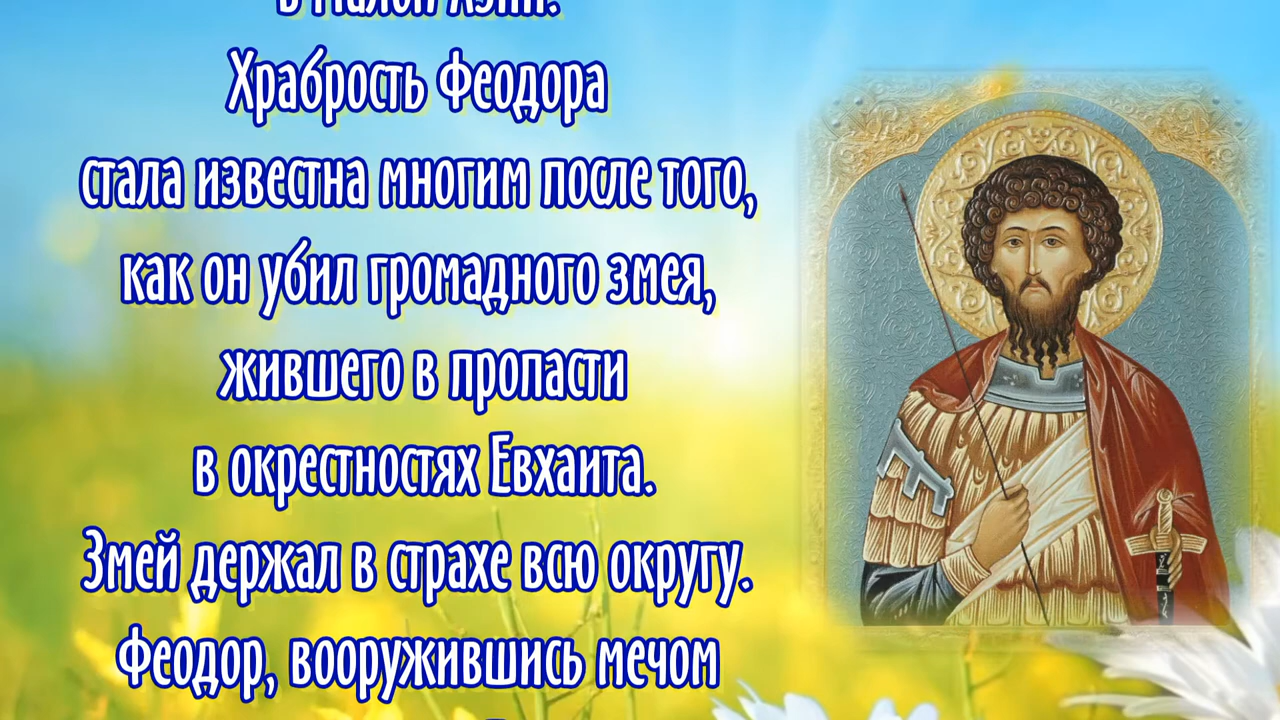 Храбрость Феодора
стала известна многим после того,
как он убил громадного змея,
жившего в пропасти
в окрестностях Евхаита.
Змей держал в страхе всю округу.
Феодор, вооружившись мечом